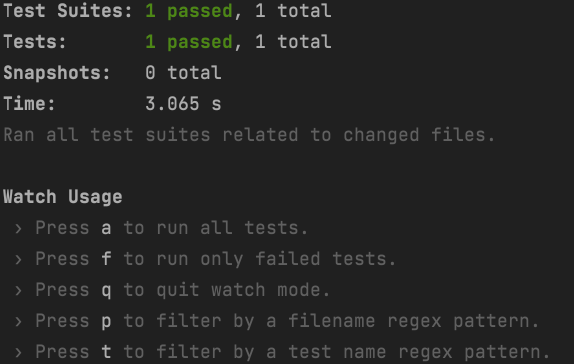 Test Suites: 1 passed, 1 total
Tests:       1 passed, 1 total
Snapshots:   0 total
Time:        3.065 s
Ran all test suites related to changed files.

Watch Usage
 › Press a to run all tests.
 › Press f to run only failed tests.
 › Press q to quit watch mode.
 › Press p to filter by a filename regex pattern.
 › Press t to filter by a test name regex pattern.